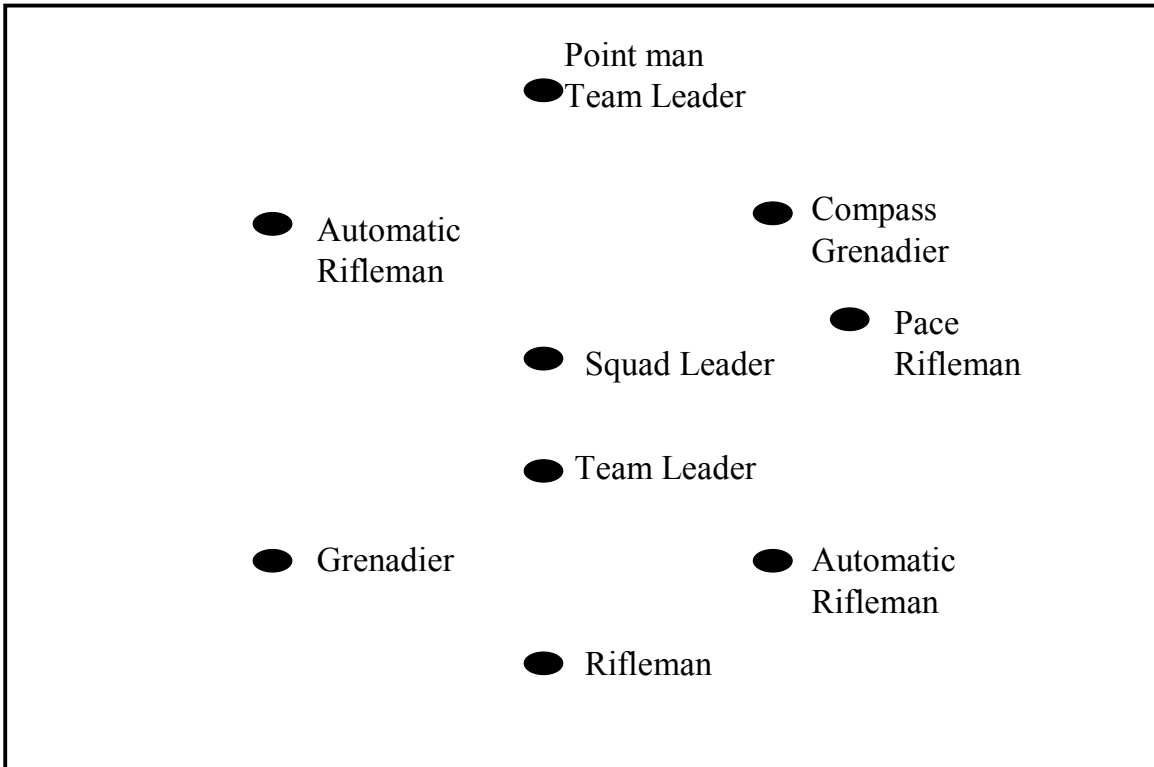 Point man
Team Leader
Automatic
Rifleman
Compass
Grenadier
Pace
Rifleman
Squad Leader
Team Leader
Grenadier
Automatic
Rifleman
Rifleman